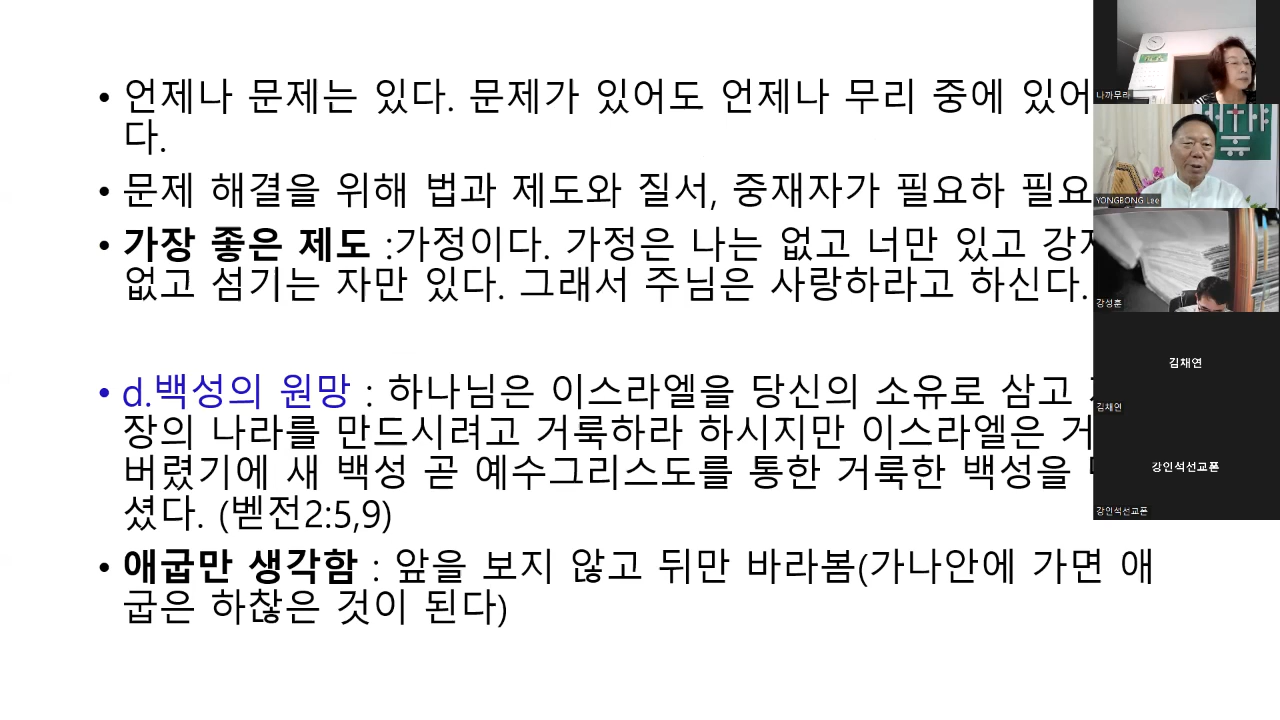 • 언제나 문제는 있다. 문제가 있어도 언제나 무리 중에 있어
다.
• 문제 해결을 위해 법과 제도와 질서, 중재자가 필요하 필요
• 가장 좋은 제도 :가정이다. 가정은 나는 없고 너만 있고
없고 섬기는 자만 있다. 그래서 주님은 사랑하라고 하신다.
• d.백성의 원망 : 하나님은 이스라엘을 당신의 소유로 삼고
장의 나라를 만드시려고 거룩하라 하시지만 이스라엘은 거
버렸기에 새 백성 곧 예수그리스도를 통한 거룩한 백성을
셨다. (벧전2:5,9)
• 애굽만 생각함 : 앞을 보지 않고 뒤만 바라봄(가나안에 가면 애
굽은 하찮은 것이 된다)
나까무라
YONGBONG Lee
강성훈
김채연
김채연
강인석선교폰
강인석선교폰